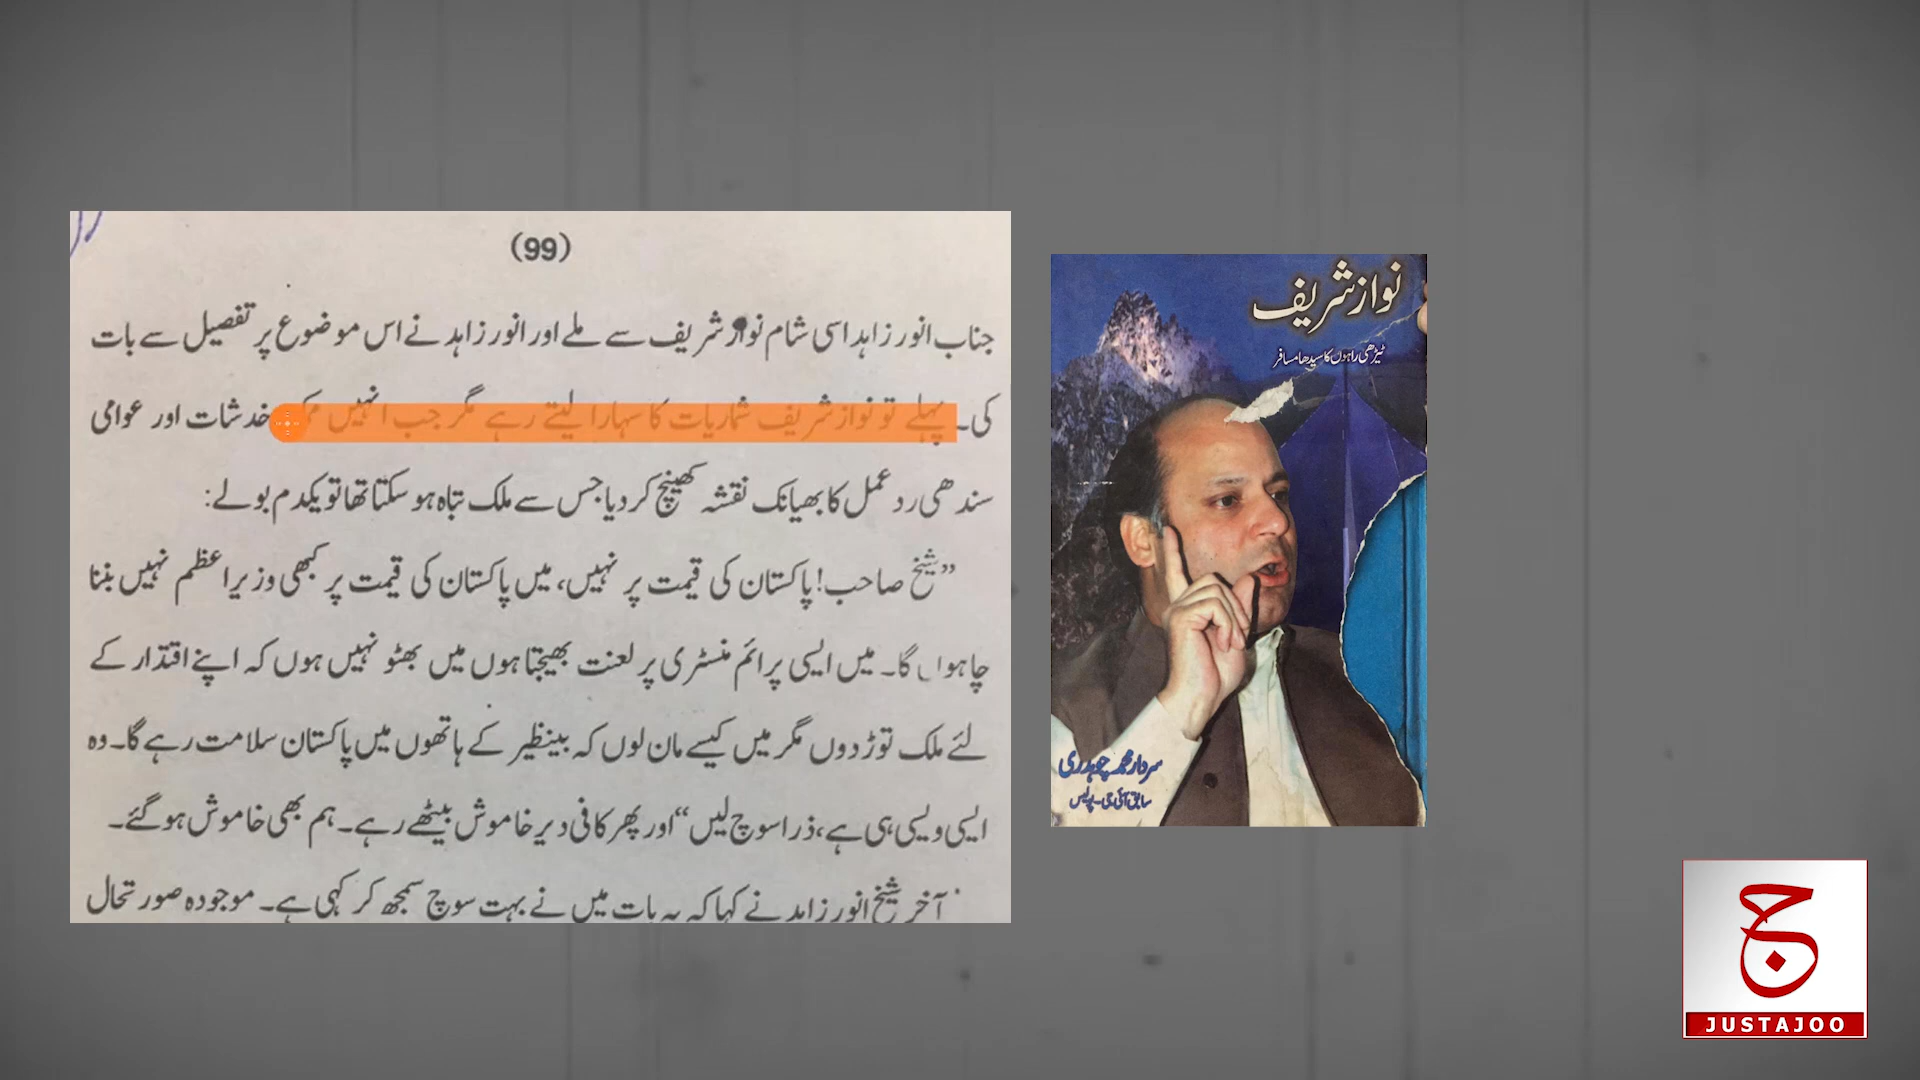 (99)
جناب انور زاہد اسی شام نواز شریف سے ملے اور انور زاہد نے اس موضوع پر تفصیل سے بات
کی۔ پہلے تو نواز شریف شماریات کا سہارا لیتے رہے مگر جب انہیں خدشات اور عوامی
سندھی رد عمل کا بھیانک نقشہ کھینچ کر دیا جس سے ملک تباہ ہو سکتا تھا تو یکدم بولے:
”شیخ صاحب! پاکستان کی قیمت پر نہیں، میں پاکستان کی قیمت پر کبھی وزیر اعظم نہیں بننا
چاہوں گا۔ میں ایسی پرائم منسٹری پر لعنت بھیجتا ہوں میں بھٹو نہیں ہوں کہ اپنے اقتدار کے
لئے ملک توڑ دوں مگر میں کیسے مان لوں کہ بینظیر کے ہاتھوں میں پاکستان سلامت رہے گا۔ وہ
ایسی ویسی ہی ہے، ذرا سوچ لیں“ اور پھر کافی دیر خاموش بیٹھے رہے۔ ہم بھی خاموش ہو گئے۔
آخر شیخ انور زاہد نے کہا کہ یہ بات میں نے بہت سوچ سمجھ کر کہی ہے۔ موجودہ صورتحال
نواز شریف
ٹیڑھی راہوں کا سیدھا مسافر
سردار محمد چوہدری
سابق آئی جی۔ پولیس
ج
JUSTAJOO